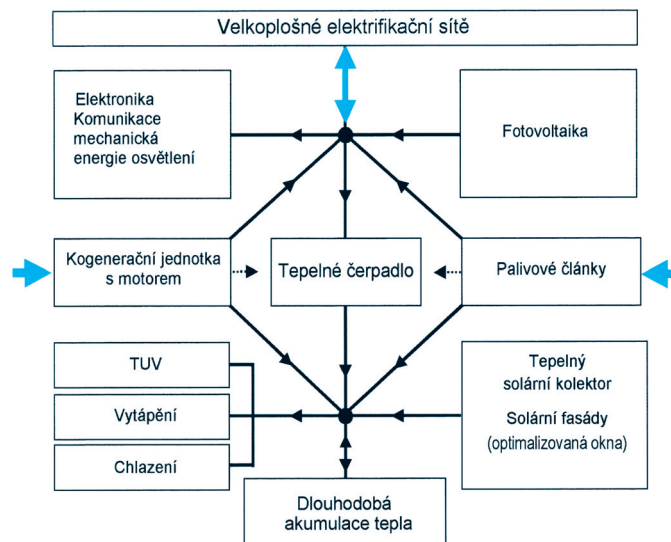 Velkoplošné elektrifikační sítě
Elektronika
Komunikace
mechanická
energie osvětlení
Fotovoltaika
Kogenerační jednotka
s motorem
Tepelné čerpadlo
Palivové články
TUV
Vytápění
Chlazení
Tepelný
solární kolektor
Solární fasády
(optimalizovaná okna)
Dlouhodobá
akumulace tepla